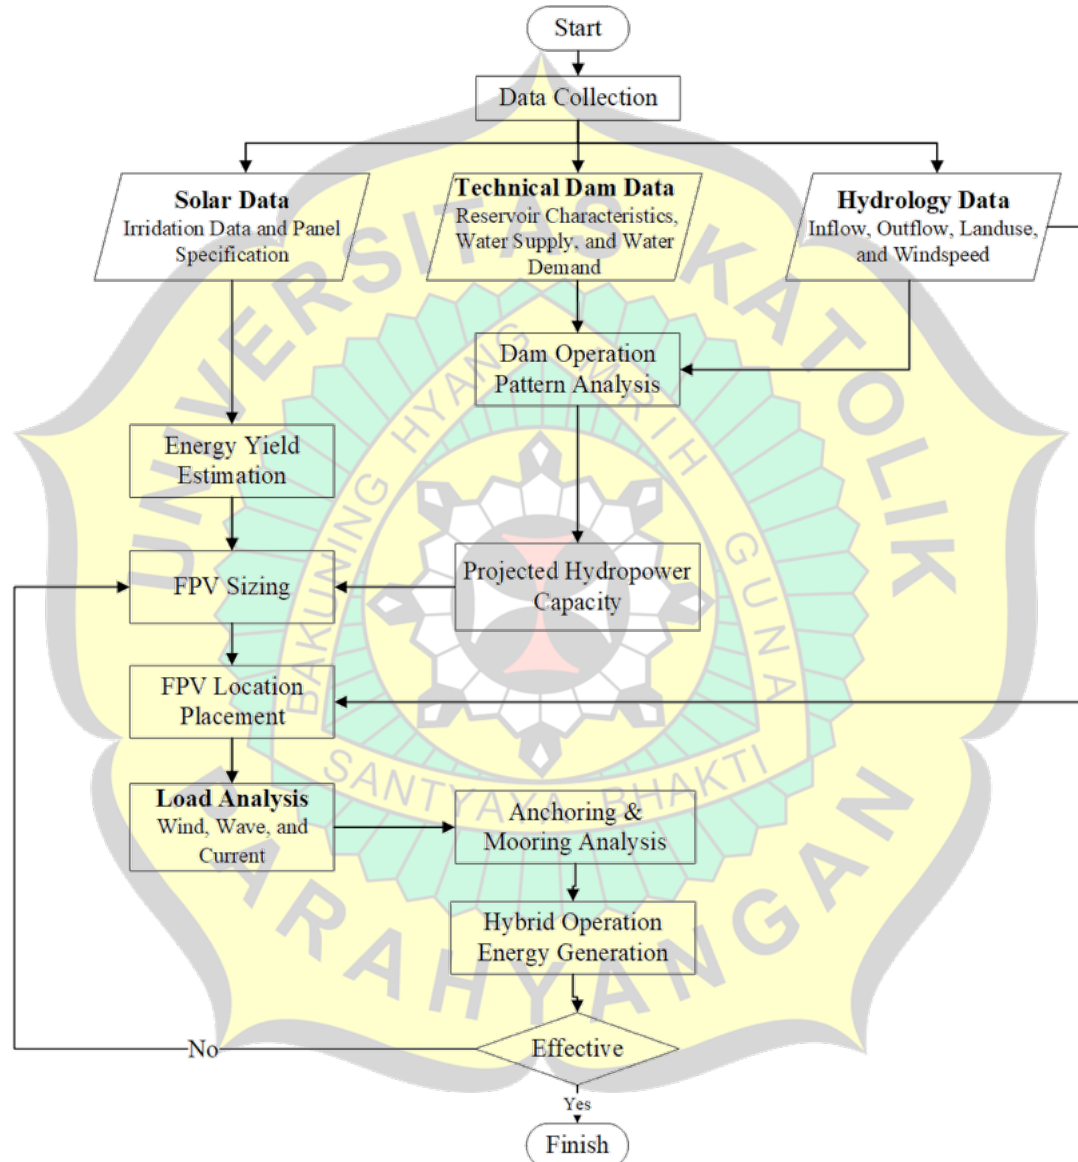 Start
Data Collection
Solar Data
Irridation Data and Panel
Specification
Technical Dam Data
Reservoir Characteristics,
Water Supply, and Water
Demand
Hydrology Data
Inflow, Outflow, Landuse,
and Windspeed
Dam Operation
Pattern Analysis
Energy Yield
Estimation
FPV Sizing
Projected Hydropower
Capacity
FPV Location
Placement
Load Analysis
Wind, Wave, and
Current
Anchoring &
Mooring Analysis
Hybrid Operation
Energy Generation
Effective
No
Yes
Finish
UNIVERSITAS KATOLIK
PARAHYANGAN
BAKUNING HYANG MRIH GUNA
SANTYAYA BHAKTI